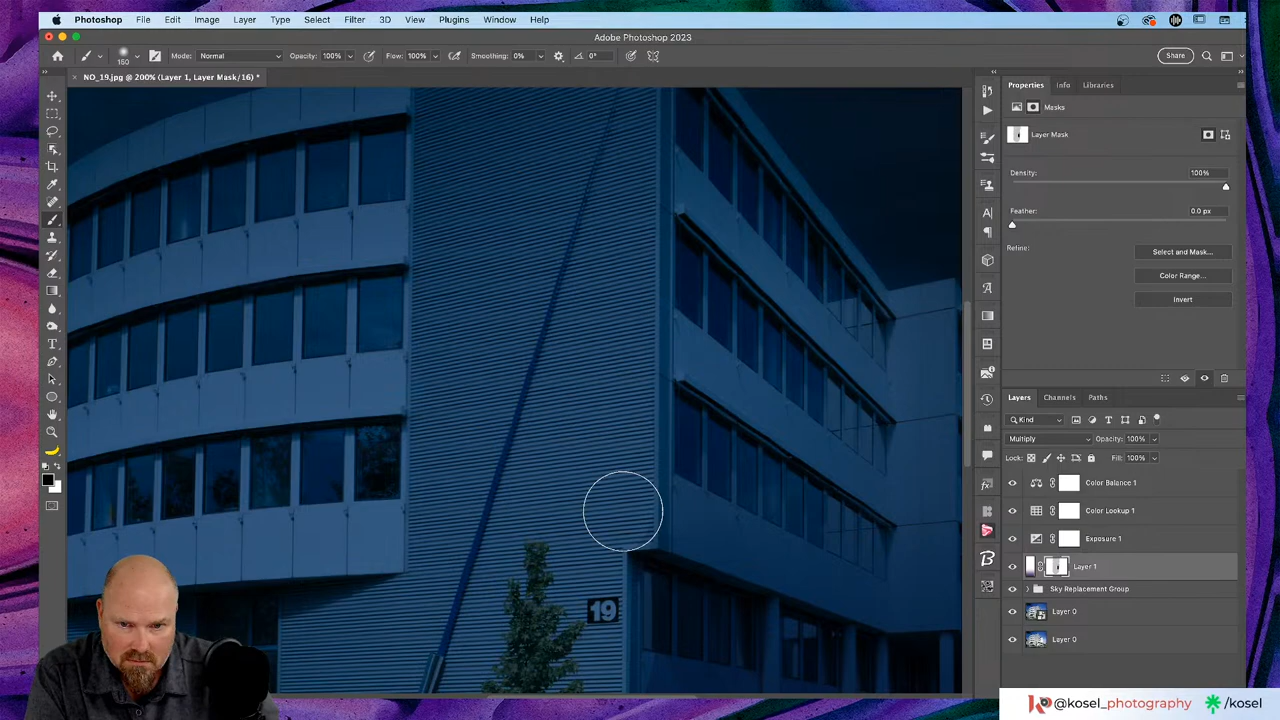 Photoshop File Edit Image Layer Type Select Filter 3D View Plugins Window Help
Adobe Photoshop 2023
150 Mode: Normal Opacity: 100% Flow: 100% Smoothing: 0% 0° Share
NO_19.jpg @ 200% (Layer 1, Layer Mask/16) *
Properties Info Libraries
Masks
Layer Mask
Density: 100%
Feather: 0.0 px
Refine: Select and Mask...
Color Range...
Invert
Layers Channels Paths
Kind
Multiply Opacity: 100%
Lock: Fill: 100%
Color Balance 1
Color Lookup 1
Exposure 1
Layer 1
Sky Replacement Group
Layer 0
Layer 0
19
@kosel_photography /kosel